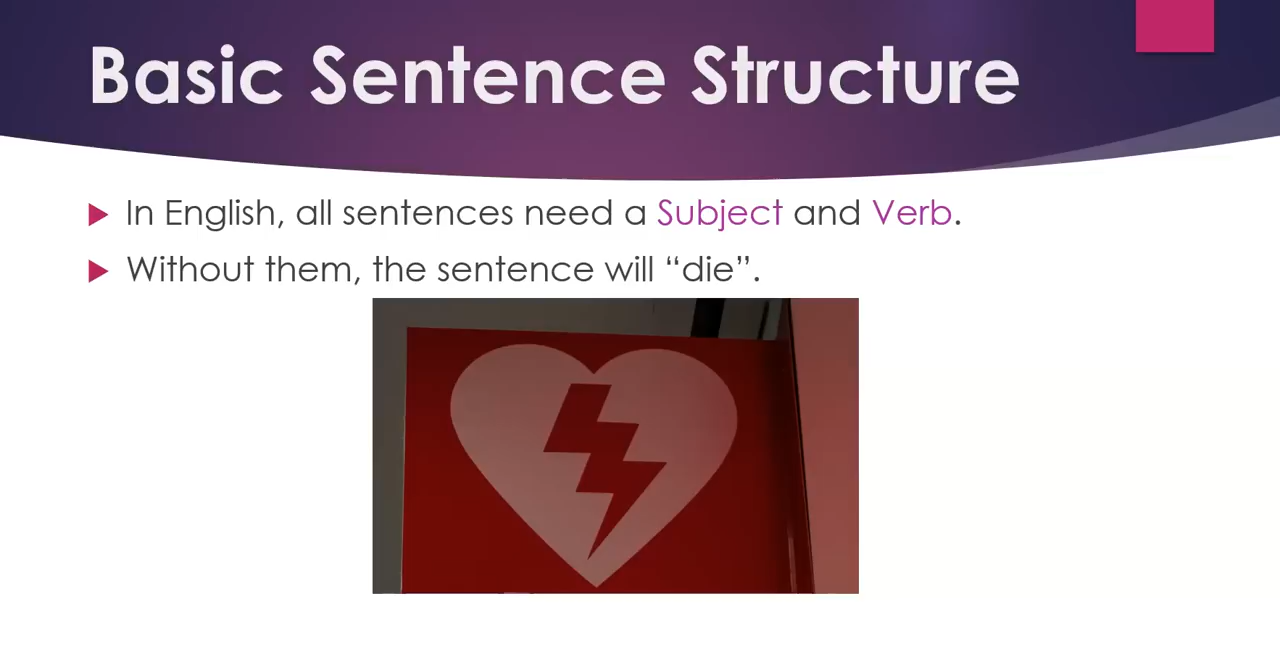 Basic Sentence Structure
In English, all sentences need a Subject and Verb.
Without them, the sentence will “die”.